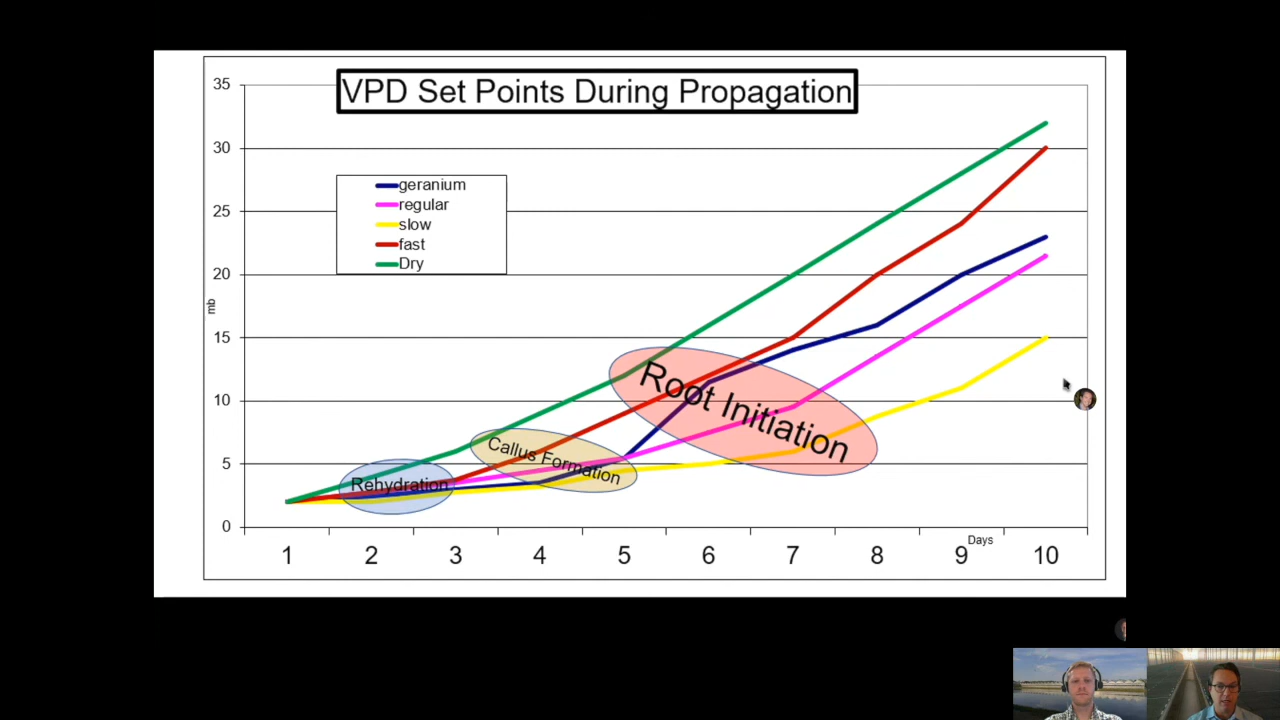 VPD Set Points During Propagation
35
30
25
20
15
10
5
0
mb
geranium
regular
slow
fast
Dry
Rehydration
Callus Formation
Root Initiation
Days
1 2 3 4 5 6 7 8 9 10